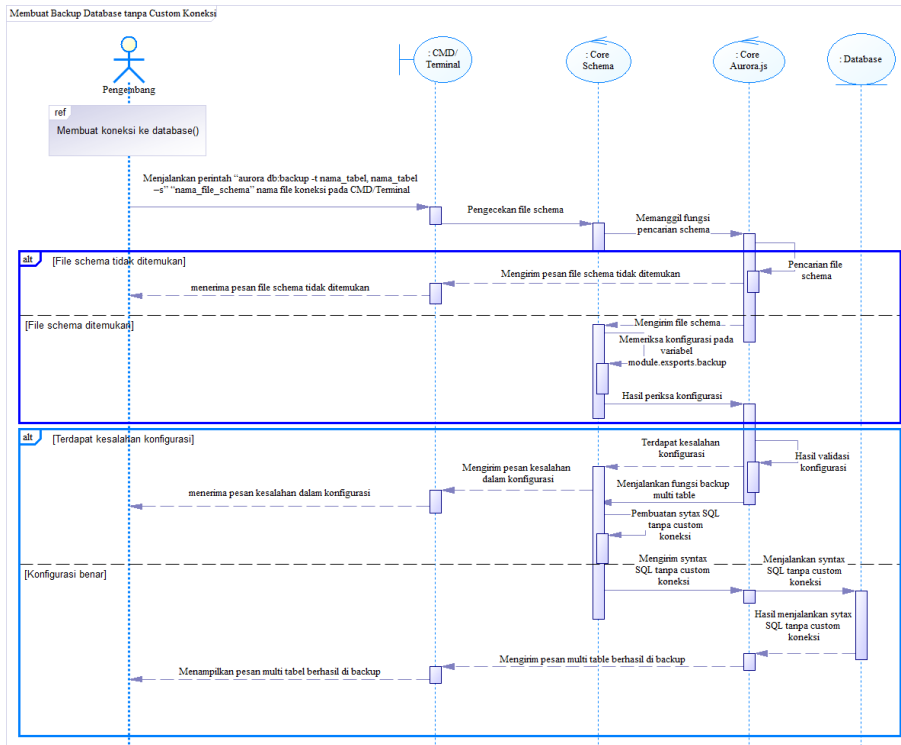 Membuat Backup Database tanpa Custom Koneksi
: CMD/
Terminal
: Core
Schema
: Core
Aurora.js
: Database
Pengembang
ref
Membuat koneksi ke database()
Menjalankan perintah “aurora db:backup -t nama_tabel, nama_tabel
–s” “nama_file_schema” nama file koneksi pada CMD/Terminal
Pengecekan file schema
Memanggil fungsi
pencarian schema
alt
[File schema tidak ditemukan]
Pencarian file
schema
Mengirim pesan file schema tidak ditemukan
menerima pesan file schema tidak ditemukan
[File schema ditemukan]
Mengirim file schema
Memeriksa konfigurasi pada
variabel
module.exsports.backup
Hasil periksa konfigurasi
alt
[Terdapat kesalahan konfigurasi]
Terdapat kesalahan
konfigurasi
Hasil validasi
konfigurasi
Mengirim pesan kesalahan
dalam konfigurasi
menerima pesan kesalahan dalam konfigurasi
Menjalankan fungsi backup
multi table
Pembuatan sytax SQL
tanpa custom
koneksi
[Konfigurasi benar]
Mengirim syntax
SQL tanpa custom
koneksi
Menjalankan syntax
SQL tanpa custom
koneksi
Hasil menjalankan sytax
SQL tanpa custom
koneksi
Mengirim pesan multi table berhasil di backup
Menampilkan pesan multi tabel berhasil di backup